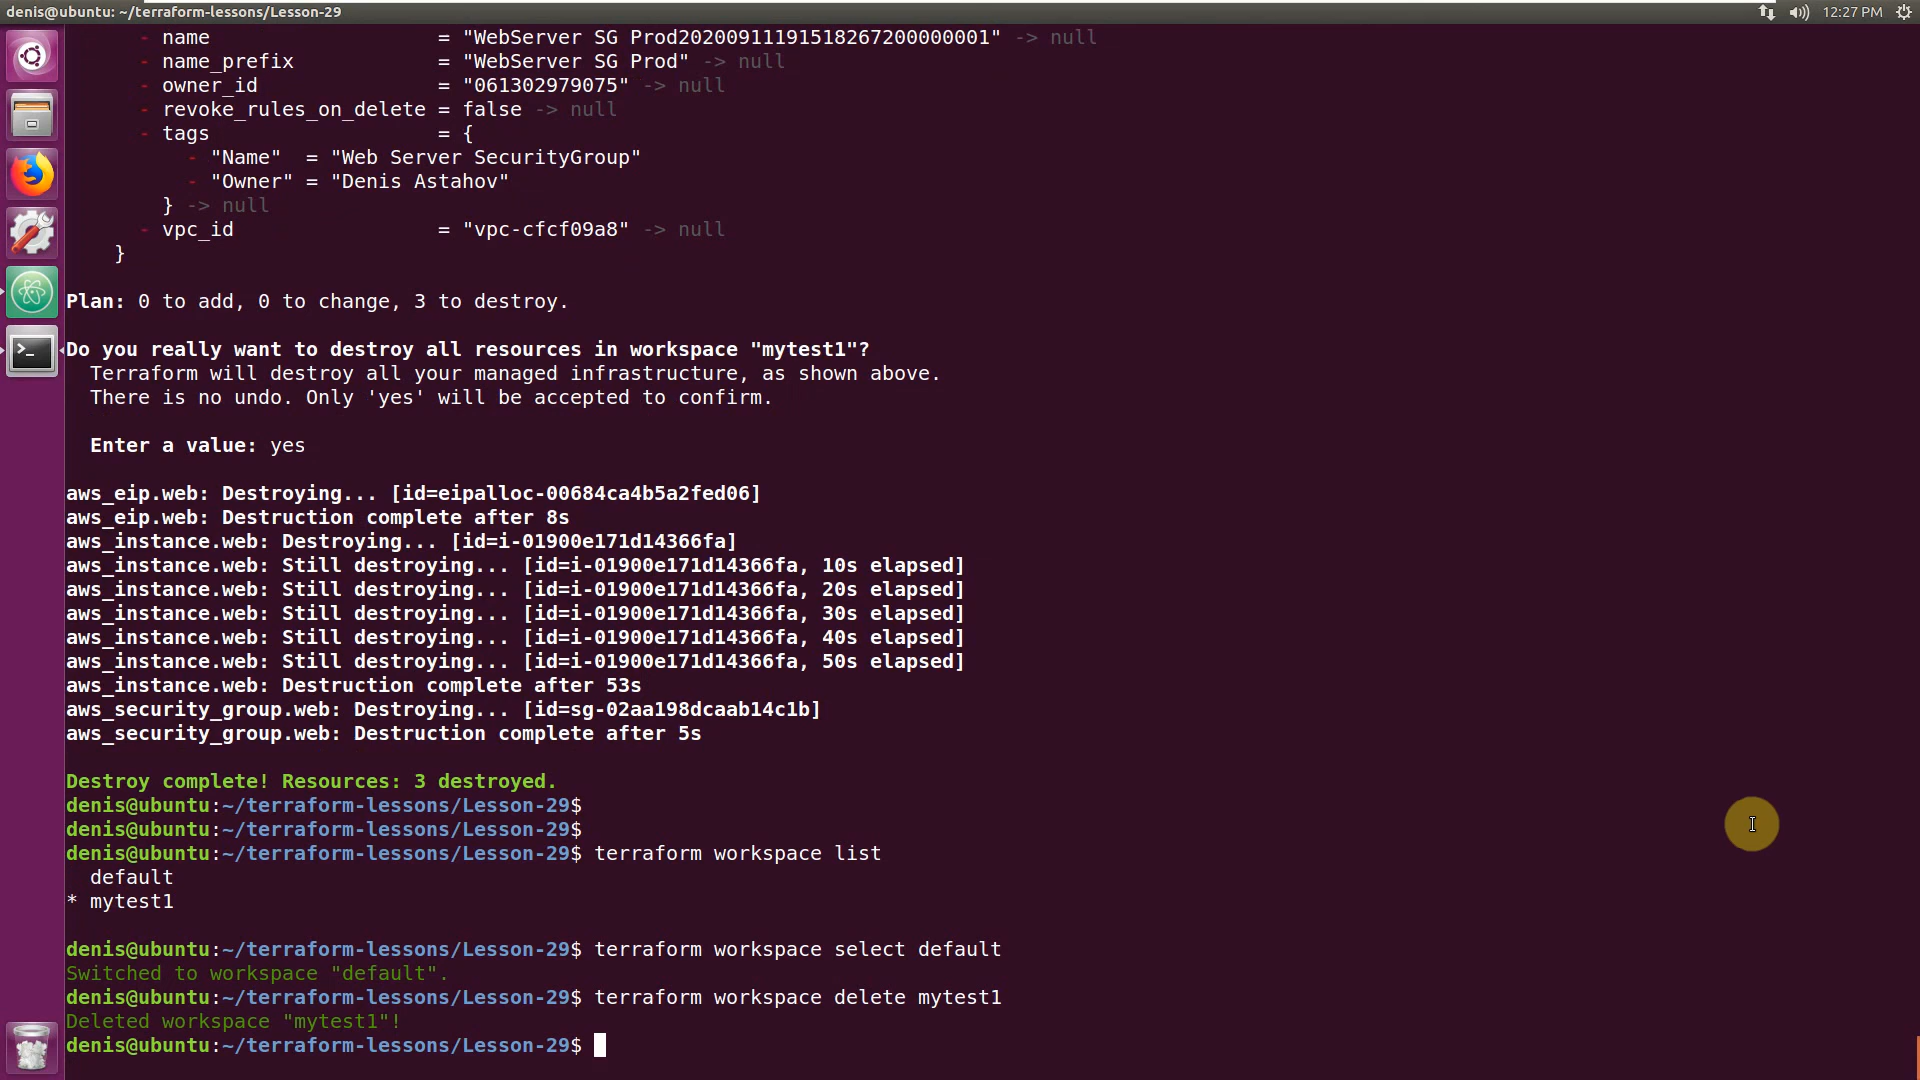 denis@ubuntu: ~/terraform-lessons/Lesson-29
12:27 PM
- name                   = "WebServer SG Prod20200911191518267200000001" -> null
- name_prefix            = "WebServer SG Prod" -> null
- owner_id               = "061302979075" -> null
- revoke_rules_on_delete = false -> null
- tags                   = {
- "Name"  = "Web Server SecurityGroup"
- "Owner" = "Denis Astahov"
} -> null
- vpc_id                 = "vpc-cfcf09a8" -> null
}
Plan: 0 to add, 0 to change, 3 to destroy.
Do you really want to destroy all resources in workspace "mytest1"?
Terraform will destroy all your managed infrastructure, as shown above.
There is no undo. Only 'yes' will be accepted to confirm.
Enter a value: yes
aws_eip.web: Destroying... [id=eipalloc-00684ca4b5a2fed06]
aws_eip.web: Destruction complete after 8s
aws_instance.web: Destroying... [id=i-01900e171d14366fa]
aws_instance.web: Still destroying... [id=i-01900e171d14366fa, 10s elapsed]
aws_instance.web: Still destroying... [id=i-01900e171d14366fa, 20s elapsed]
aws_instance.web: Still destroying... [id=i-01900e171d14366fa, 30s elapsed]
aws_instance.web: Still destroying... [id=i-01900e171d14366fa, 40s elapsed]
aws_instance.web: Still destroying... [id=i-01900e171d14366fa, 50s elapsed]
aws_instance.web: Destruction complete after 53s
aws_security_group.web: Destroying... [id=sg-02aa198dcaab14c1b]
aws_security_group.web: Destruction complete after 5s
Destroy complete! Resources: 3 destroyed.
denis@ubuntu:~/terraform-lessons/Lesson-29$
denis@ubuntu:~/terraform-lessons/Lesson-29$
denis@ubuntu:~/terraform-lessons/Lesson-29$ terraform workspace list
default
* mytest1
denis@ubuntu:~/terraform-lessons/Lesson-29$ terraform workspace select default
Switched to workspace "default".
denis@ubuntu:~/terraform-lessons/Lesson-29$ terraform workspace delete mytest1
Deleted workspace "mytest1"!
denis@ubuntu:~/terraform-lessons/Lesson-29$